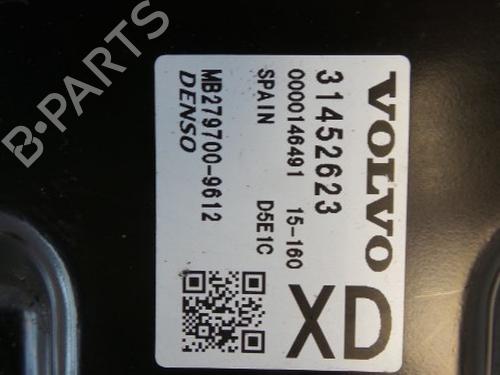 VOLVO
31452623
0000146491 15-160
SPAIN D5E1C
MB279700-9612
DENSO
XD
B-Parts